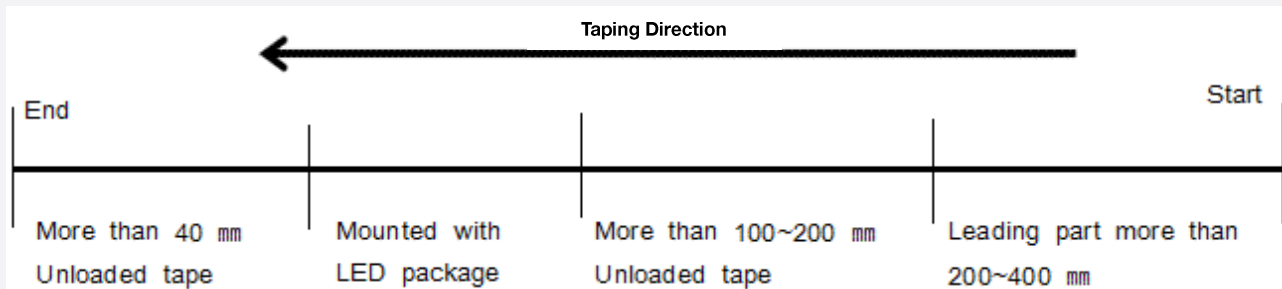 Taping Direction
End
Start
More than 40 ㎜
Unloaded tape
Mounted with
LED package
More than 100~200 ㎜
Unloaded tape
Leading part more than
200~400 ㎜